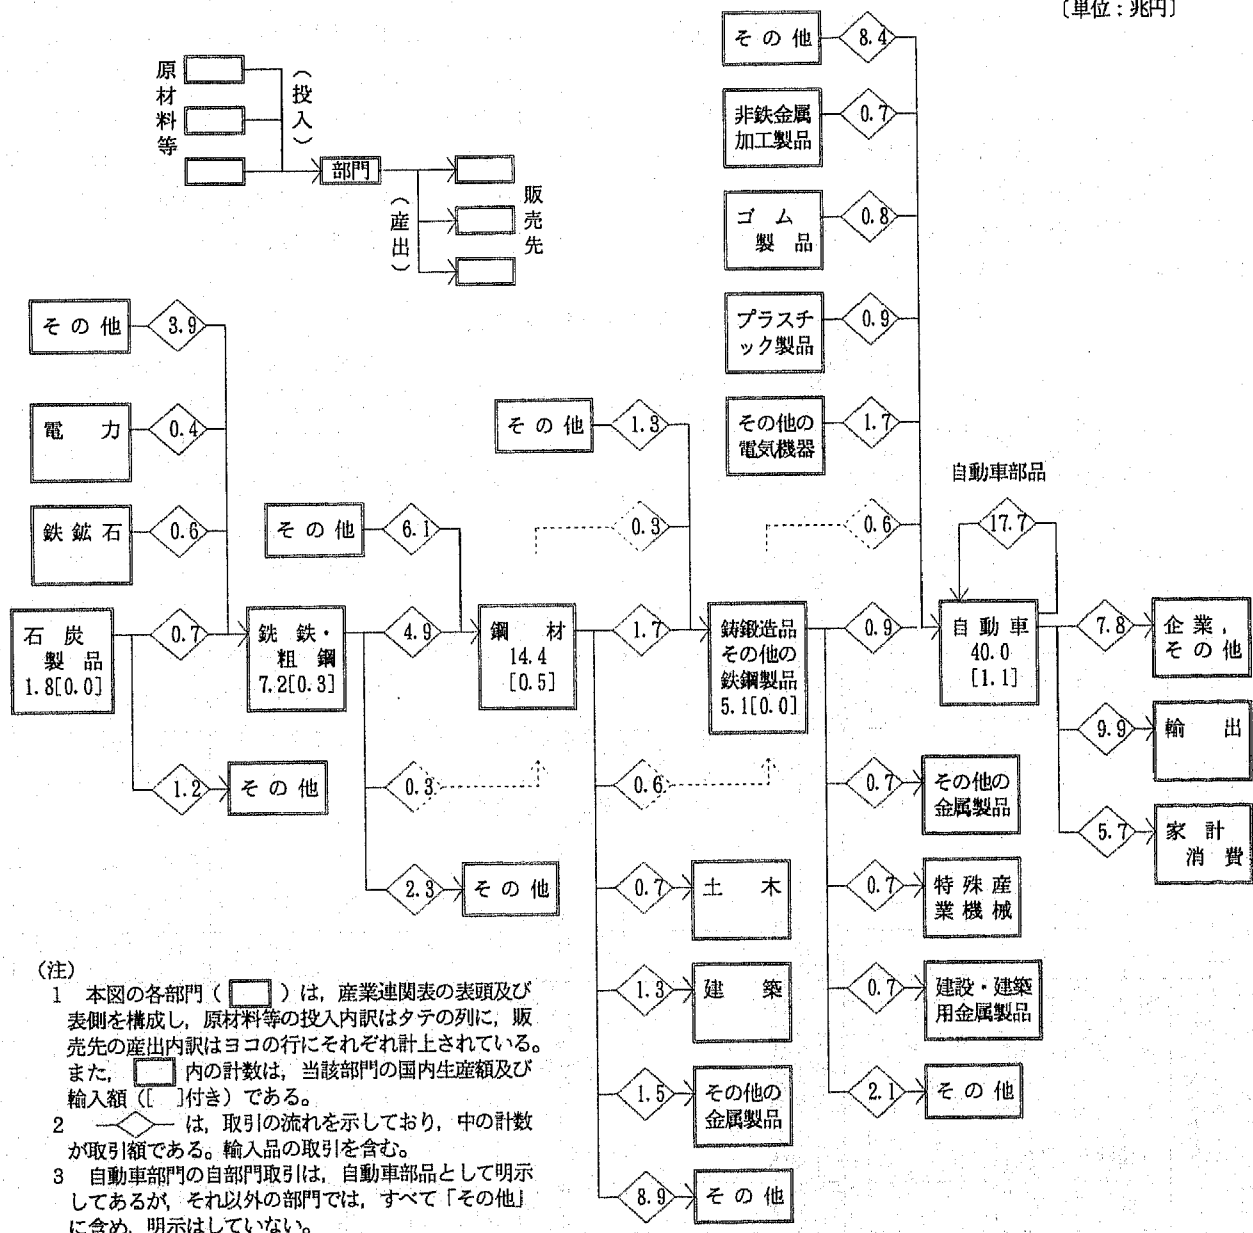 〔単位:兆円〕
原材料等
(投入)
部門
(産出)
販売先
その他
8.4
非鉄金属
加工製品
0.7
ゴム
製品
0.8
プラスチ
ック製品
0.9
その他の
電気機器
1.7
0.6
その他
3.9
電力
0.4
鉄鉱石
0.6
石炭
製品
1.8[0.0]
0.7
1.2
その他
その他
6.1
銑鉄・
粗鋼
7.2[0.3]
4.9
0.3
2.3
その他
その他
1.3
0.3
鋼材
14.4
[0.5]
1.7
0.6
0.7
土木
1.3
建築
1.5
その他の
金属製品
8.9
その他
鋳鍛造品
その他の
鉄鋼製品
5.1[0.0]
0.9
0.7
その他の
金属製品
0.7
特殊産
業機械
0.7
建設・建築
用金属製品
2.1
その他
自動車部品
17.7
自動車
40.0
[1.1]
7.8
企業,
その他
9.9
輸出
5.7
家計
消費
(注)
1 本図の各部門( )は,産業連関表の表頭及び
表側を構成し,原材料等の投入内訳はタテの列に,販
売先の産出内訳はヨコの行にそれぞれ計上されている。
また, 内の計数は,当該部門の国内生産額及び
輸入額([ ]付き)である。
2 は,取引の流れを示しており,中の計数
が取引額である。輸入品の取引を含む。
3 自動車部門の自部門取引は,自動車部品として明示
してあるが,それ以外の部門では,すべて「その他」
に含め,明示はしていない。